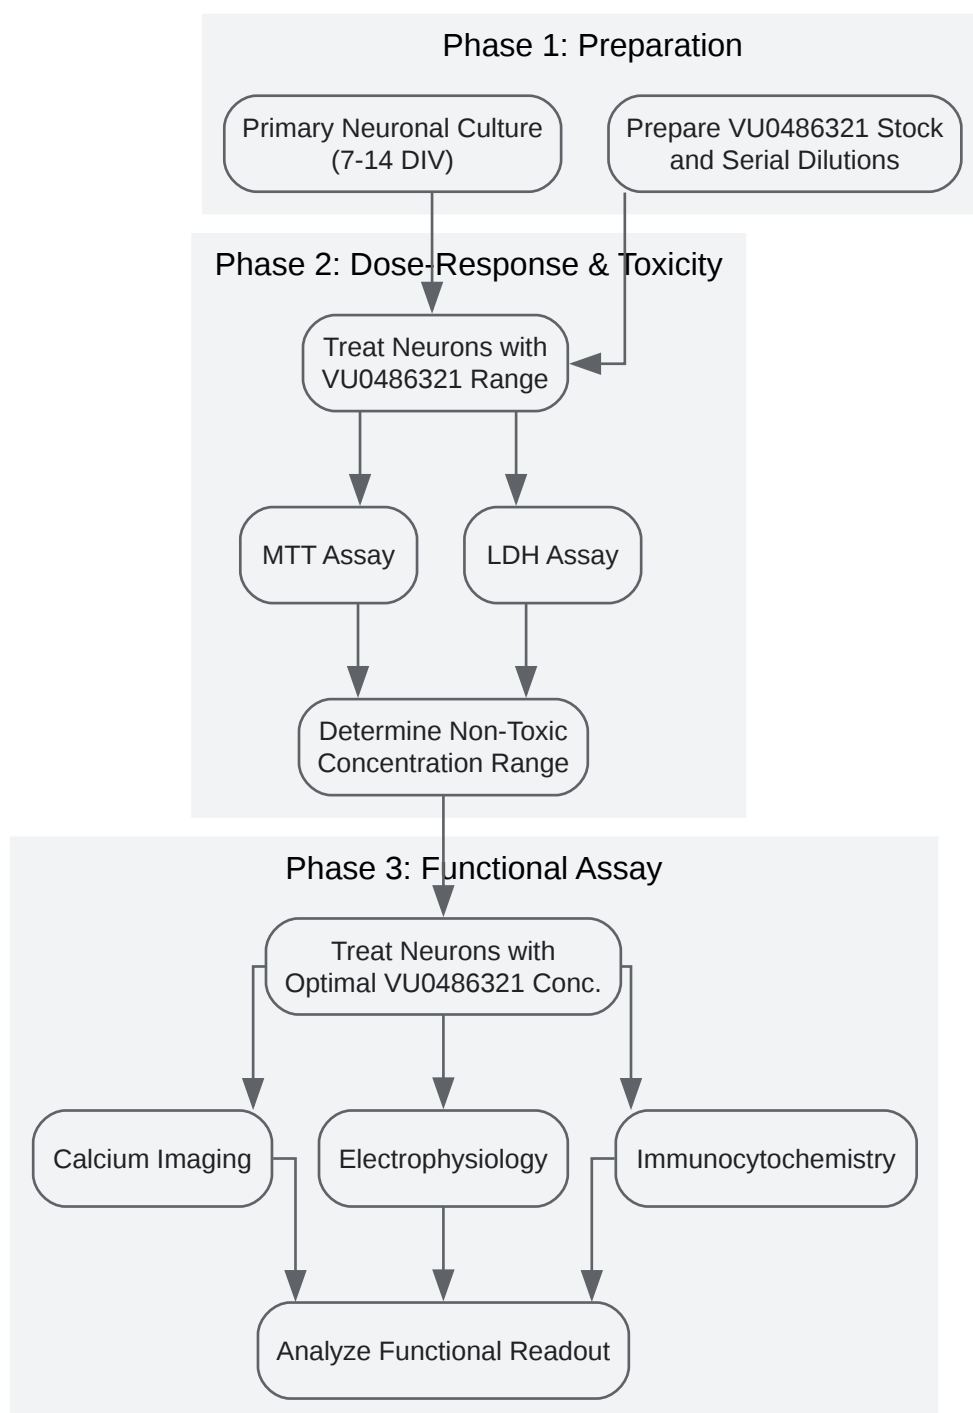 Phase 1: Preparation
Primary Neuronal Culture
(7-14 DIV)
Prepare VU0486321 Stock
and Serial Dilutions
Phase 2: Dose-Response & Toxicity
Treat Neurons with
VU0486321 Range
MTT Assay
LDH Assay
Determine Non-Toxic
Concentration Range
Phase 3: Functional Assay
Treat Neurons with
Optimal VU0486321 Conc.
Calcium Imaging
Electrophysiology
Immunocytochemistry
Analyze Functional Readout